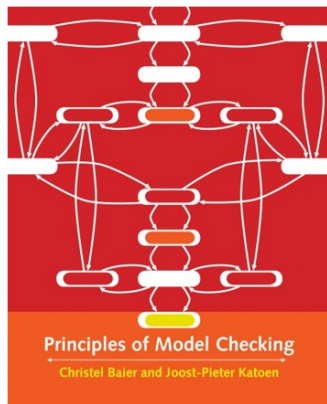 Principles of Model Checking
Christel Baier and Joost-Pieter Katoen